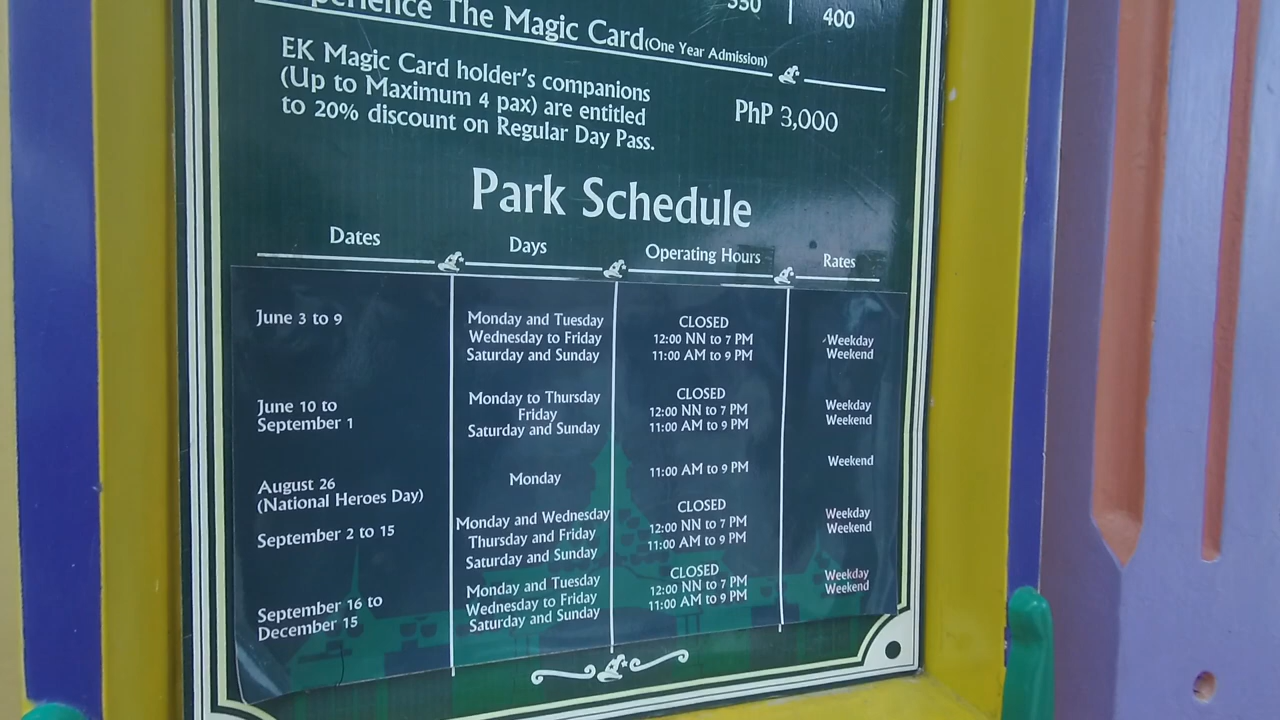 400
Experience The Magic Card(One Year Admission)
EK Magic Card holder's companions
(Up to Maximum 4 pax) are entitled
to 20% discount on Regular Day Pass.
PhP 3,000
Park Schedule
Dates Days Operating Hours Rates
June 3 to 9 Monday and Tuesday CLOSED
Wednesday to Friday 12:00 NN to 7 PM Weekday
Saturday and Sunday 11:00 AM to 9 PM Weekend
Monday to Thursday CLOSED
June 10 to Friday 12:00 NN to 7 PM Weekday
September 1 Saturday and Sunday 11:00 AM to 9 PM Weekend
August 26 Monday 11:00 AM to 9 PM Weekend
(National Heroes Day)
September 2 to 15 Monday and Wednesday CLOSED
Thursday and Friday 12:00 NN to 7 PM Weekday
Saturday and Sunday 11:00 AM to 9 PM Weekend
Monday and Tuesday CLOSED
September 16 to Wednesday to Friday 12:00 NN to 7 PM Weekday
December 15 Saturday and Sunday 11:00 AM to 9 PM Weekend